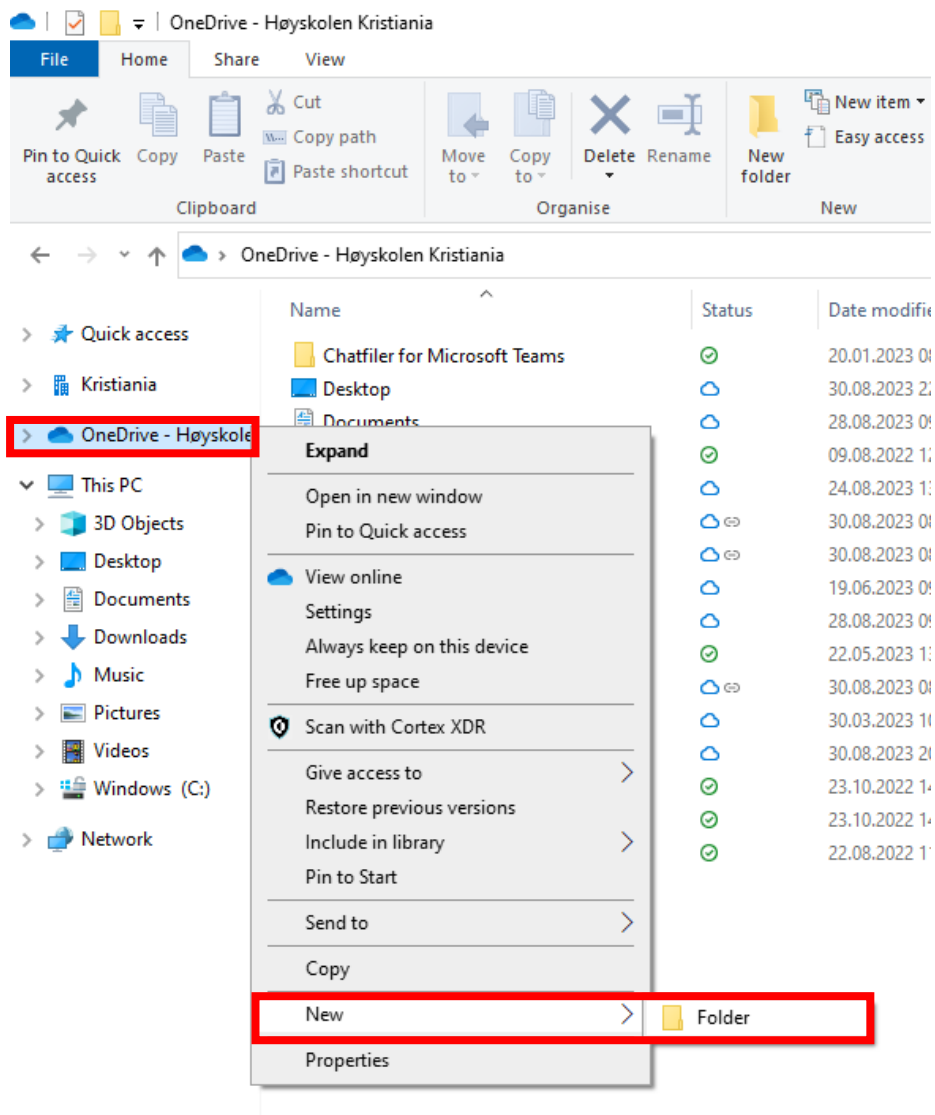 OneDrive - Høyskolen Kristiania
File Home Share View
Pin to Quick access
Copy
Paste
Cut
Copy path
Paste shortcut
Move to
Copy to
Delete
Rename
New folder
New item
Easy access
Clipboard Organise New
OneDrive - Høyskolen Kristiania
Name Status
Quick access
Kristiania
OneDrive -
This PC
3D Objects
Desktop
Documents
Downloads
Music
Pictures
Videos
Windows (C:)
Network
Chatfiler for Microsoft Teams 20.01.2023
Desktop 30.08.2023
Documents 28.08.2023
09.08.2022
24.08.2023
30.08.2023
30.08.2023
19.06.2023
28.08.2023
22.05.2023
30.08.2023
30.03.2023
30.08.2023
23.10.2022
23.10.2022
22.08.2022
Expand
Open in new window
Pin to Quick access
View online
Settings
Always keep on this device
Free up space
Scan with Cortex XDR
Give access to
Restore previous versions
Include in library
Pin to Start
Send to
Copy
New
Folder
Properties